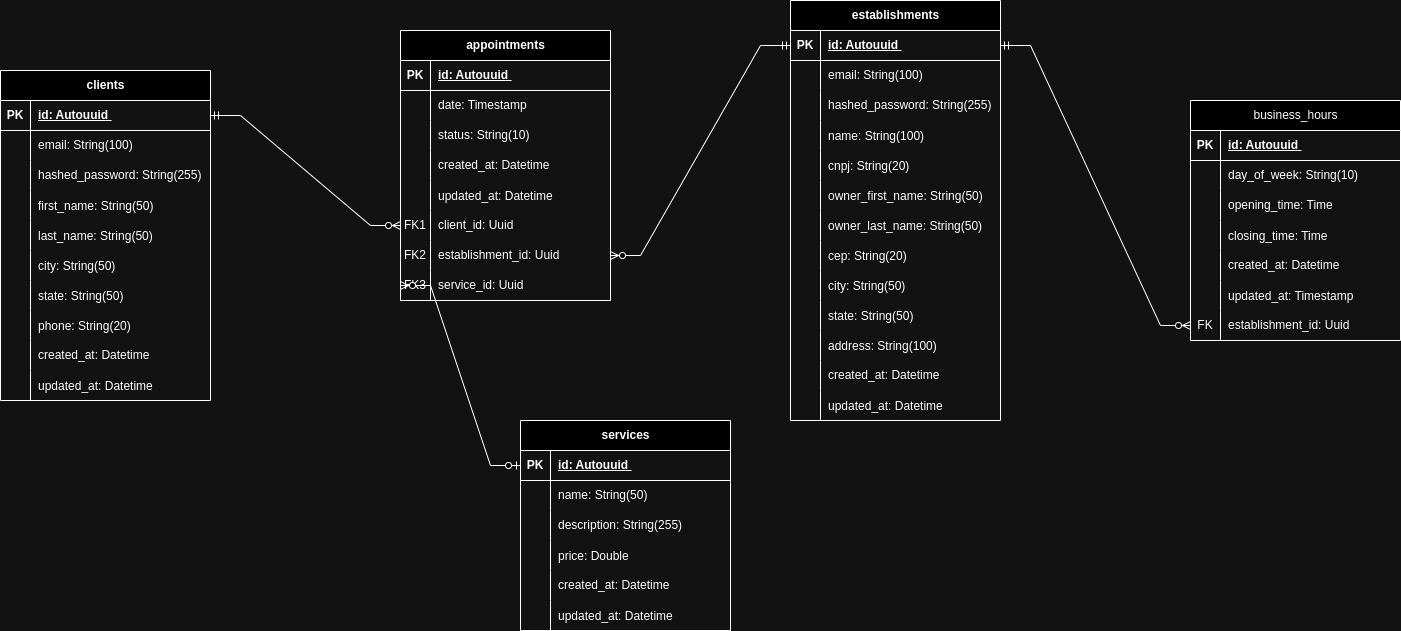 clients
PK id: Autouuid
email: String(100)
hashed_password: String(255)
first_name: String(50)
last_name: String(50)
city: String(50)
state: String(50)
phone: String(20)
created_at: Datetime
updated_at: Datetime
appointments
PK id: Autouuid
date: Timestamp
status: String(10)
created_at: Datetime
updated_at: Datetime
FK1 client_id: Uuid
FK2 establishment_id: Uuid
FK3 service_id: Uuid
services
PK id: Autouuid
name: String(50)
description: String(255)
price: Double
created_at: Datetime
updated_at: Datetime
establishments
PK id: Autouuid
email: String(100)
hashed_password: String(255)
name: String(100)
cnpj: String(20)
owner_first_name: String(50)
owner_last_name: String(50)
cep: String(20)
city: String(50)
state: String(50)
address: String(100)
created_at: Datetime
updated_at: Datetime
business_hours
PK id: Autouuid
day_of_week: String(10)
opening_time: Time
closing_time: Time
created_at: Datetime
updated_at: Timestamp
FK establishment_id: Uuid